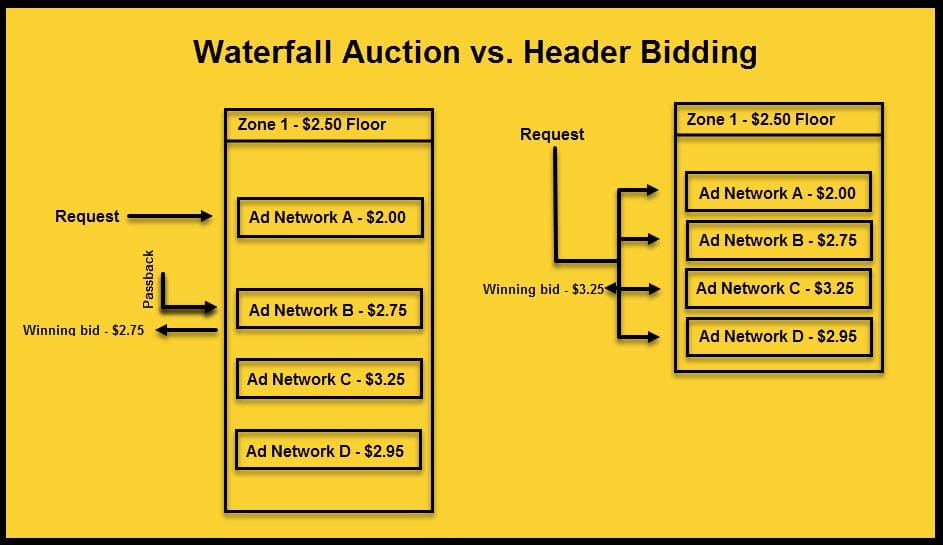 Waterfall Auction vs. Header Bidding
Zone 1 - $2.50 Floor
Request
Ad Network A - $2.00
Passback
Ad Network B - $2.75
Winning bid - $2.75
Ad Network C - $3.25
Ad Network D - $2.95
Zone 1 - $2.50 Floor
Request
Ad Network A - $2.00
Ad Network B - $2.75
Winning bid - $3.25
Ad Network C - $3.25
Ad Network D - $2.95